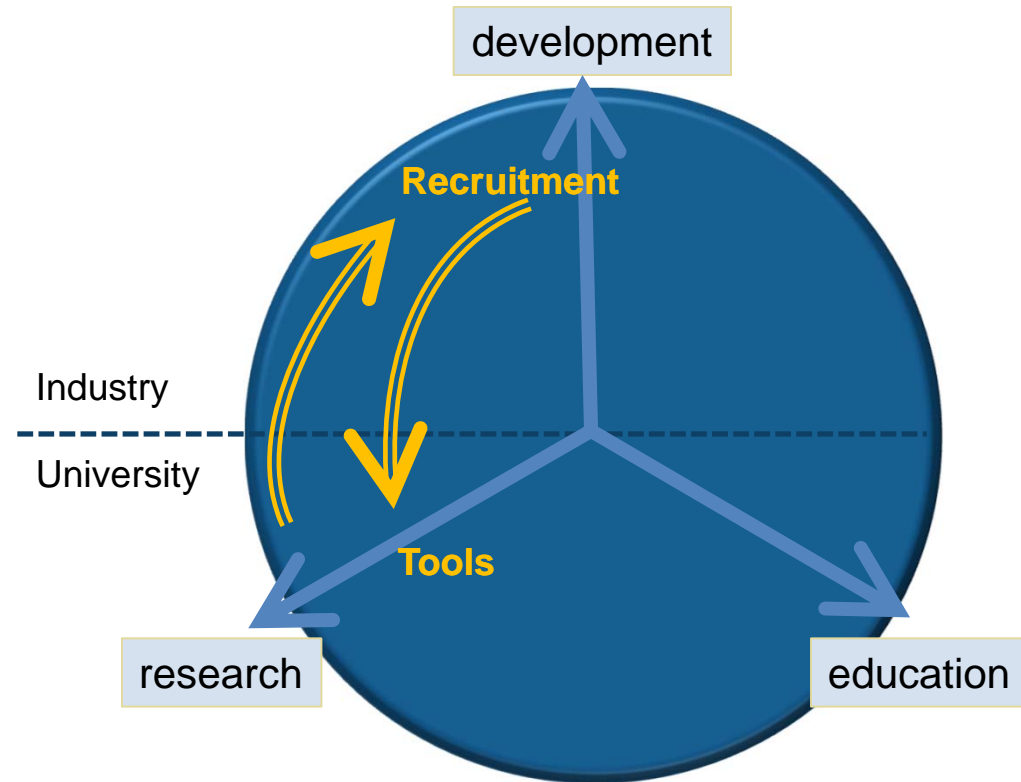 development
Recruitment
Industry
University
Tools
research
education